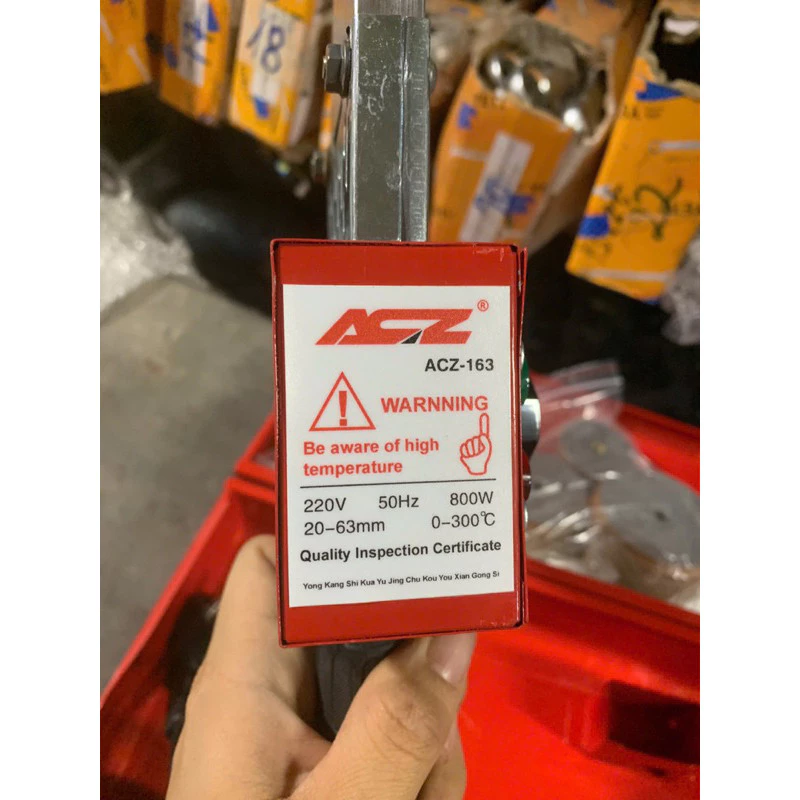 18
ACZ®
ACZ-163
WARNNING
Be aware of high
temperature
220V 50Hz 800W
20-63mm 0-300℃
Quality Inspection Certificate
Yong Kang Shi Kua Yu Jing Chu Kou You Xian Gong Si